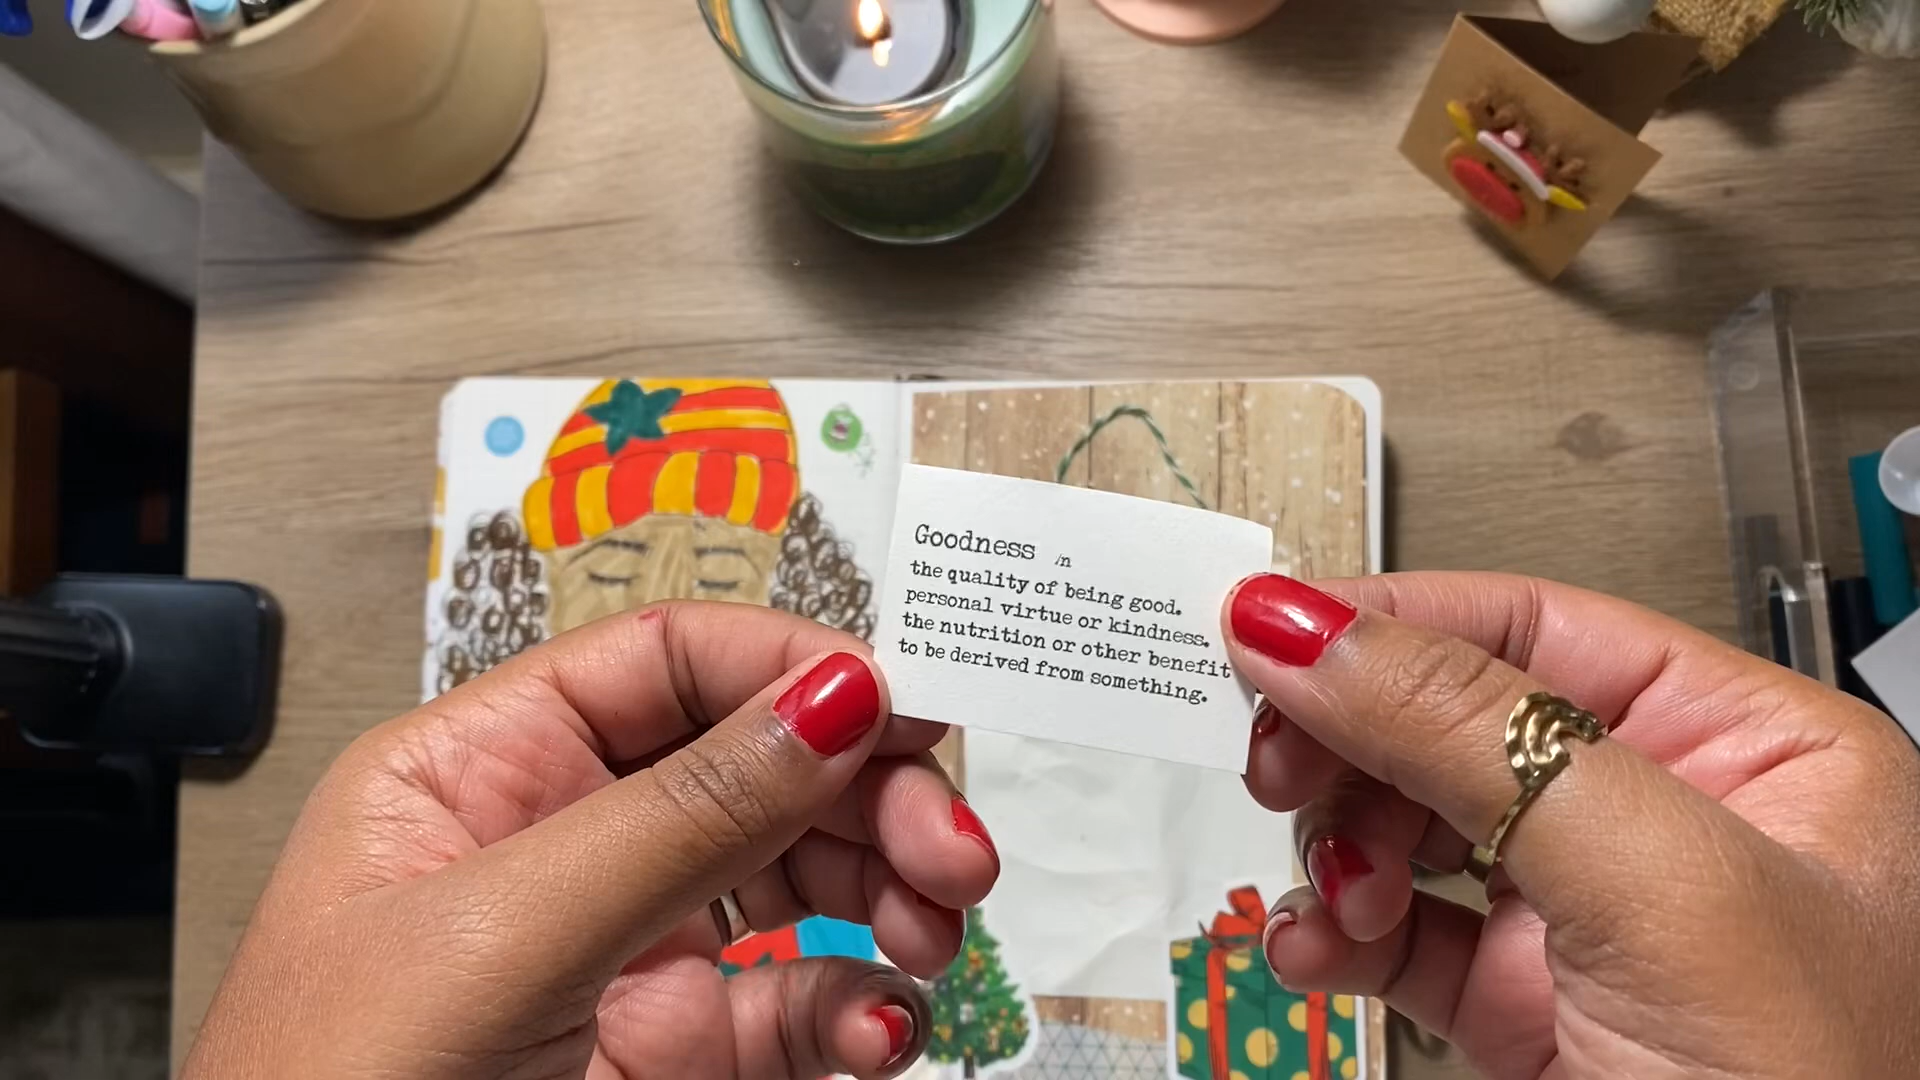 Goodness /n
the quality of being good.
personal virtue or kindness.
the nutrition or other benefit
to be derived from something.